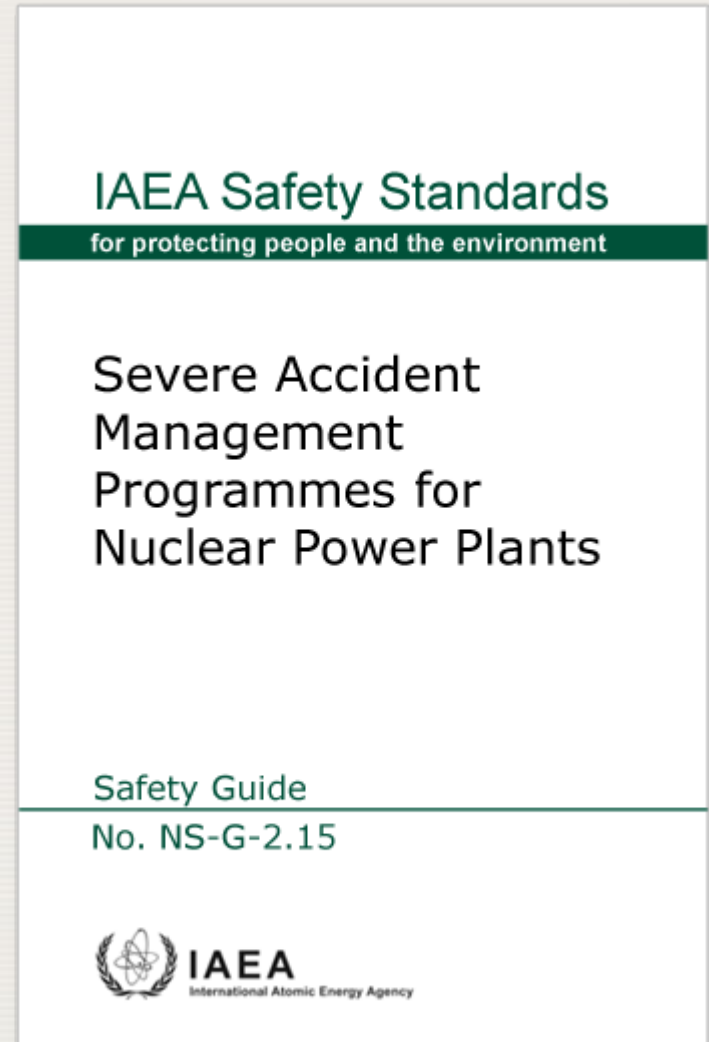 IAEA Safety Standards
for protecting people and the environment
Severe Accident
Management
Programmes for
Nuclear Power Plants
Safety Guide
No. NS-G-2.15
IAEA
International Atomic Energy Agency